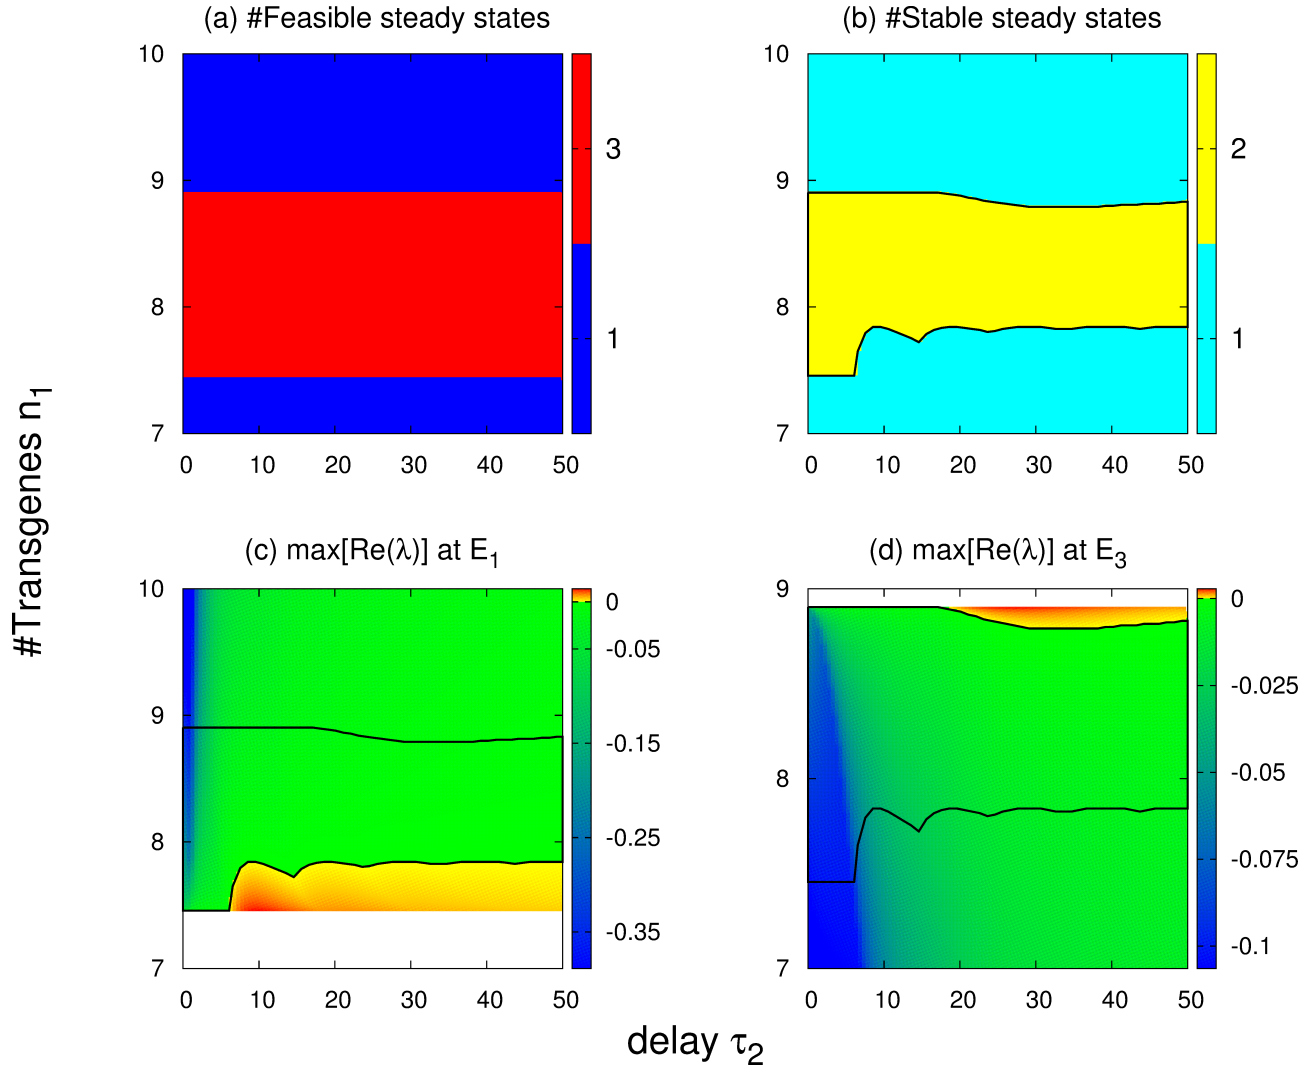 (a) #Feasible steady states
10
9
8
7
0 10 20 30 40 50
3
1
(b) #Stable steady states
10
9
8
7
0 10 20 30 40 50
2
1
#Transgenes n1
(c) max[Re(λ)] at E1
10
9
8
7
0 10 20 30 40 50
0
-0.05
-0.15
-0.25
-0.35
(d) max[Re(λ)] at E3
9
8
7
0 10 20 30 40 50
0
-0.025
-0.05
-0.075
-0.1
delay τ2